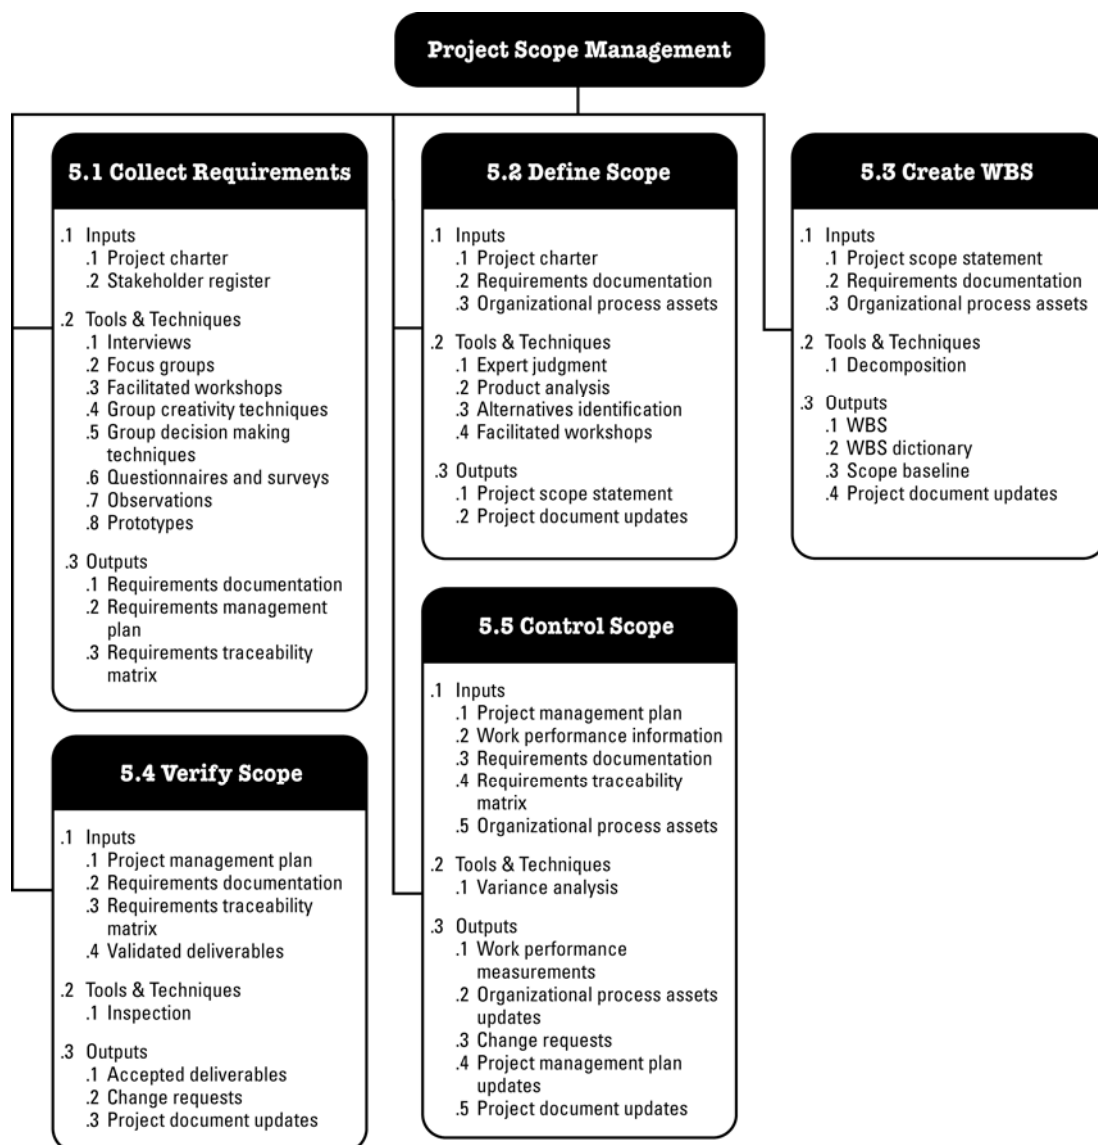 Project Scope Management
5.1 Collect Requirements
.1 Inputs
.1 Project charter
.2 Stakeholder register
.2 Tools & Techniques
.1 Interviews
.2 Focus groups
.3 Facilitated workshops
.4 Group creativity techniques
.5 Group decision making
techniques
.6 Questionnaires and surveys
.7 Observations
.8 Prototypes
.3 Outputs
.1 Requirements documentation
.2 Requirements management
plan
.3 Requirements traceability
matrix
5.2 Define Scope
.1 Inputs
.1 Project charter
.2 Requirements documentation
.3 Organizational process assets
.2 Tools & Techniques
.1 Expert judgment
.2 Product analysis
.3 Alternatives identification
.4 Facilitated workshops
.3 Outputs
.1 Project scope statement
.2 Project document updates
5.3 Create WBS
.1 Inputs
.1 Project scope statement
.2 Requirements documentation
.3 Organizational process assets
.2 Tools & Techniques
.1 Decomposition
.3 Outputs
.1 WBS
.2 WBS dictionary
.3 Scope baseline
.4 Project document updates
5.4 Verify Scope
.1 Inputs
.1 Project management plan
.2 Requirements documentation
.3 Requirements traceability
matrix
.4 Validated deliverables
.2 Tools & Techniques
.1 Inspection
.3 Outputs
.1 Accepted deliverables
.2 Change requests
.3 Project document updates
5.5 Control Scope
.1 Inputs
.1 Project management plan
.2 Work performance information
.3 Requirements documentation
.4 Requirements traceability
matrix
.5 Organizational process assets
.2 Tools & Techniques
.1 Variance analysis
.3 Outputs
.1 Work performance
measurements
.2 Organizational process assets
updates
.3 Change requests
.4 Project management plan
updates
.5 Project document updates